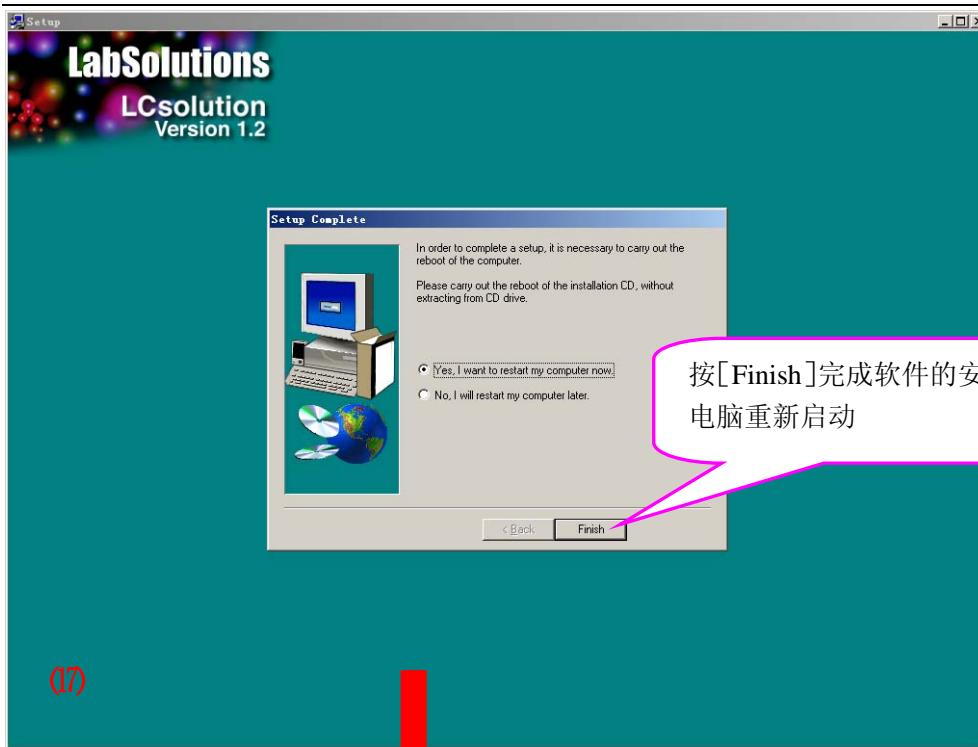 Setup
LabSolutions
LCsolution
Version 1.2
Setup Complete
In order to complete a setup, it is necessary to carry out the
reboot of the computer.
Please carry out the reboot of the installation CD, without
extracting from CD drive.
Yes, I want to restart my computer now.
No, I will restart my computer later.
按[Finish]完成软件的安
电脑重新启动
< Back
Finish
(17)